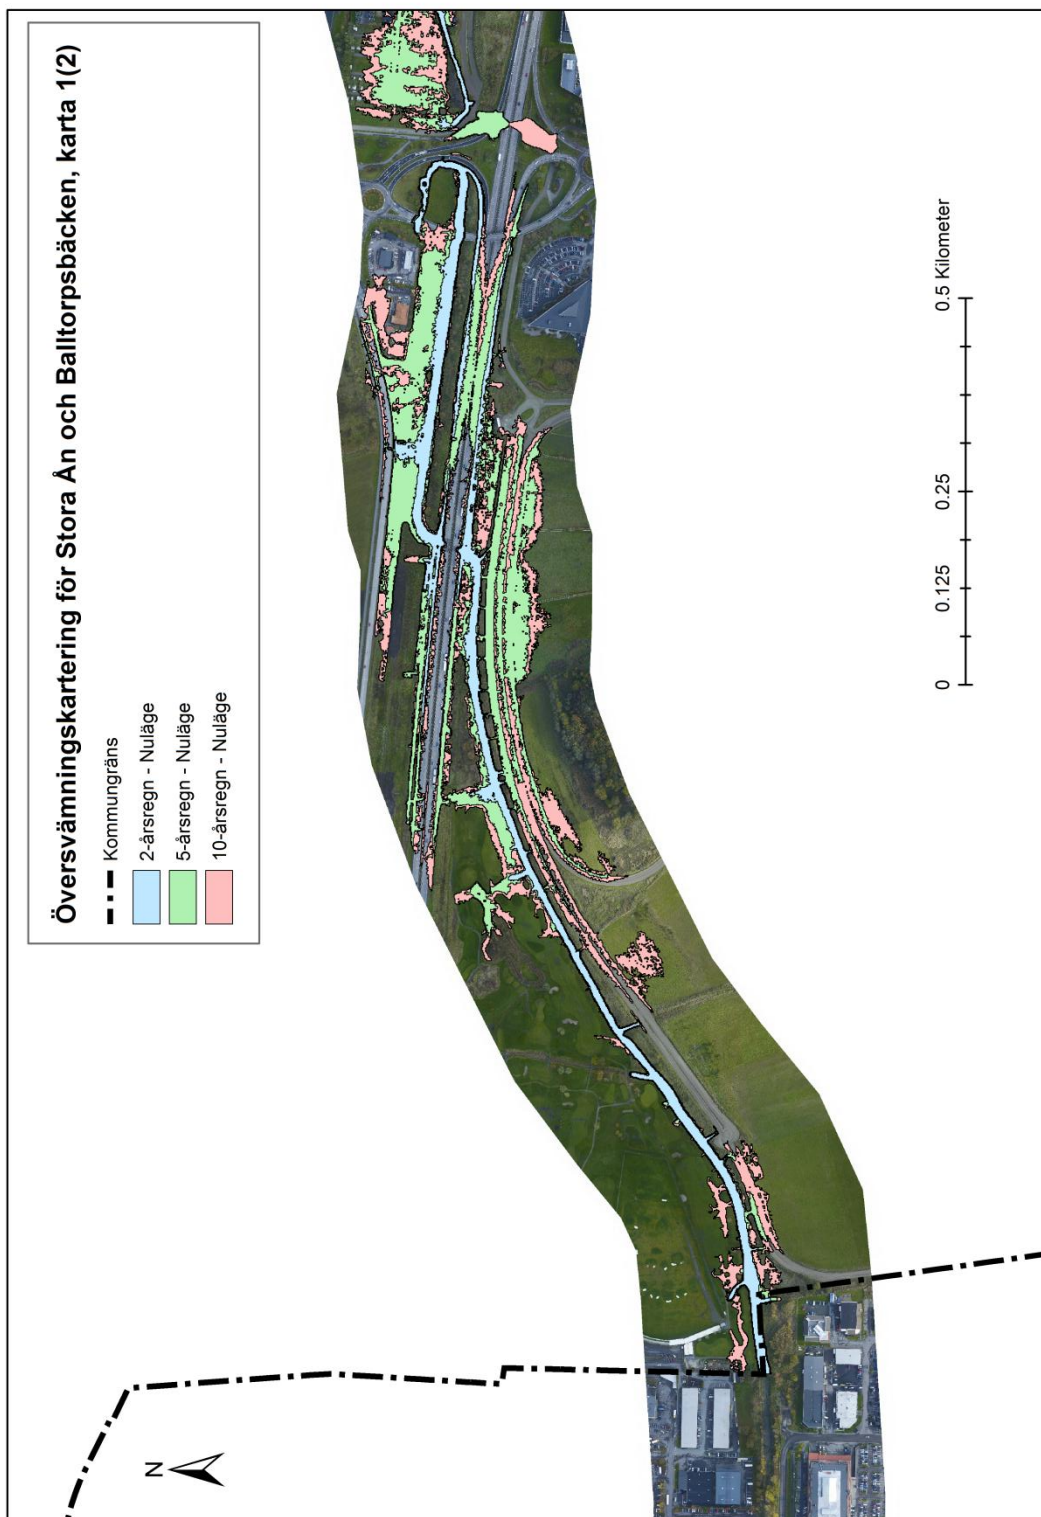 Översvämningskartering för Stora Ån och Balltorpsbäcken, karta 1(2)
Kommungräns
2-årsregn - Nuläge
5-årsregn - Nuläge
10-årsregn - Nuläge
N
0 0.125 0.25 0.5 Kilometer